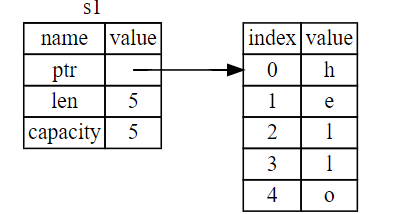 s1
name value
ptr
len 5
capacity 5
index value
0 h
1 e
2 l
3 l
4 o